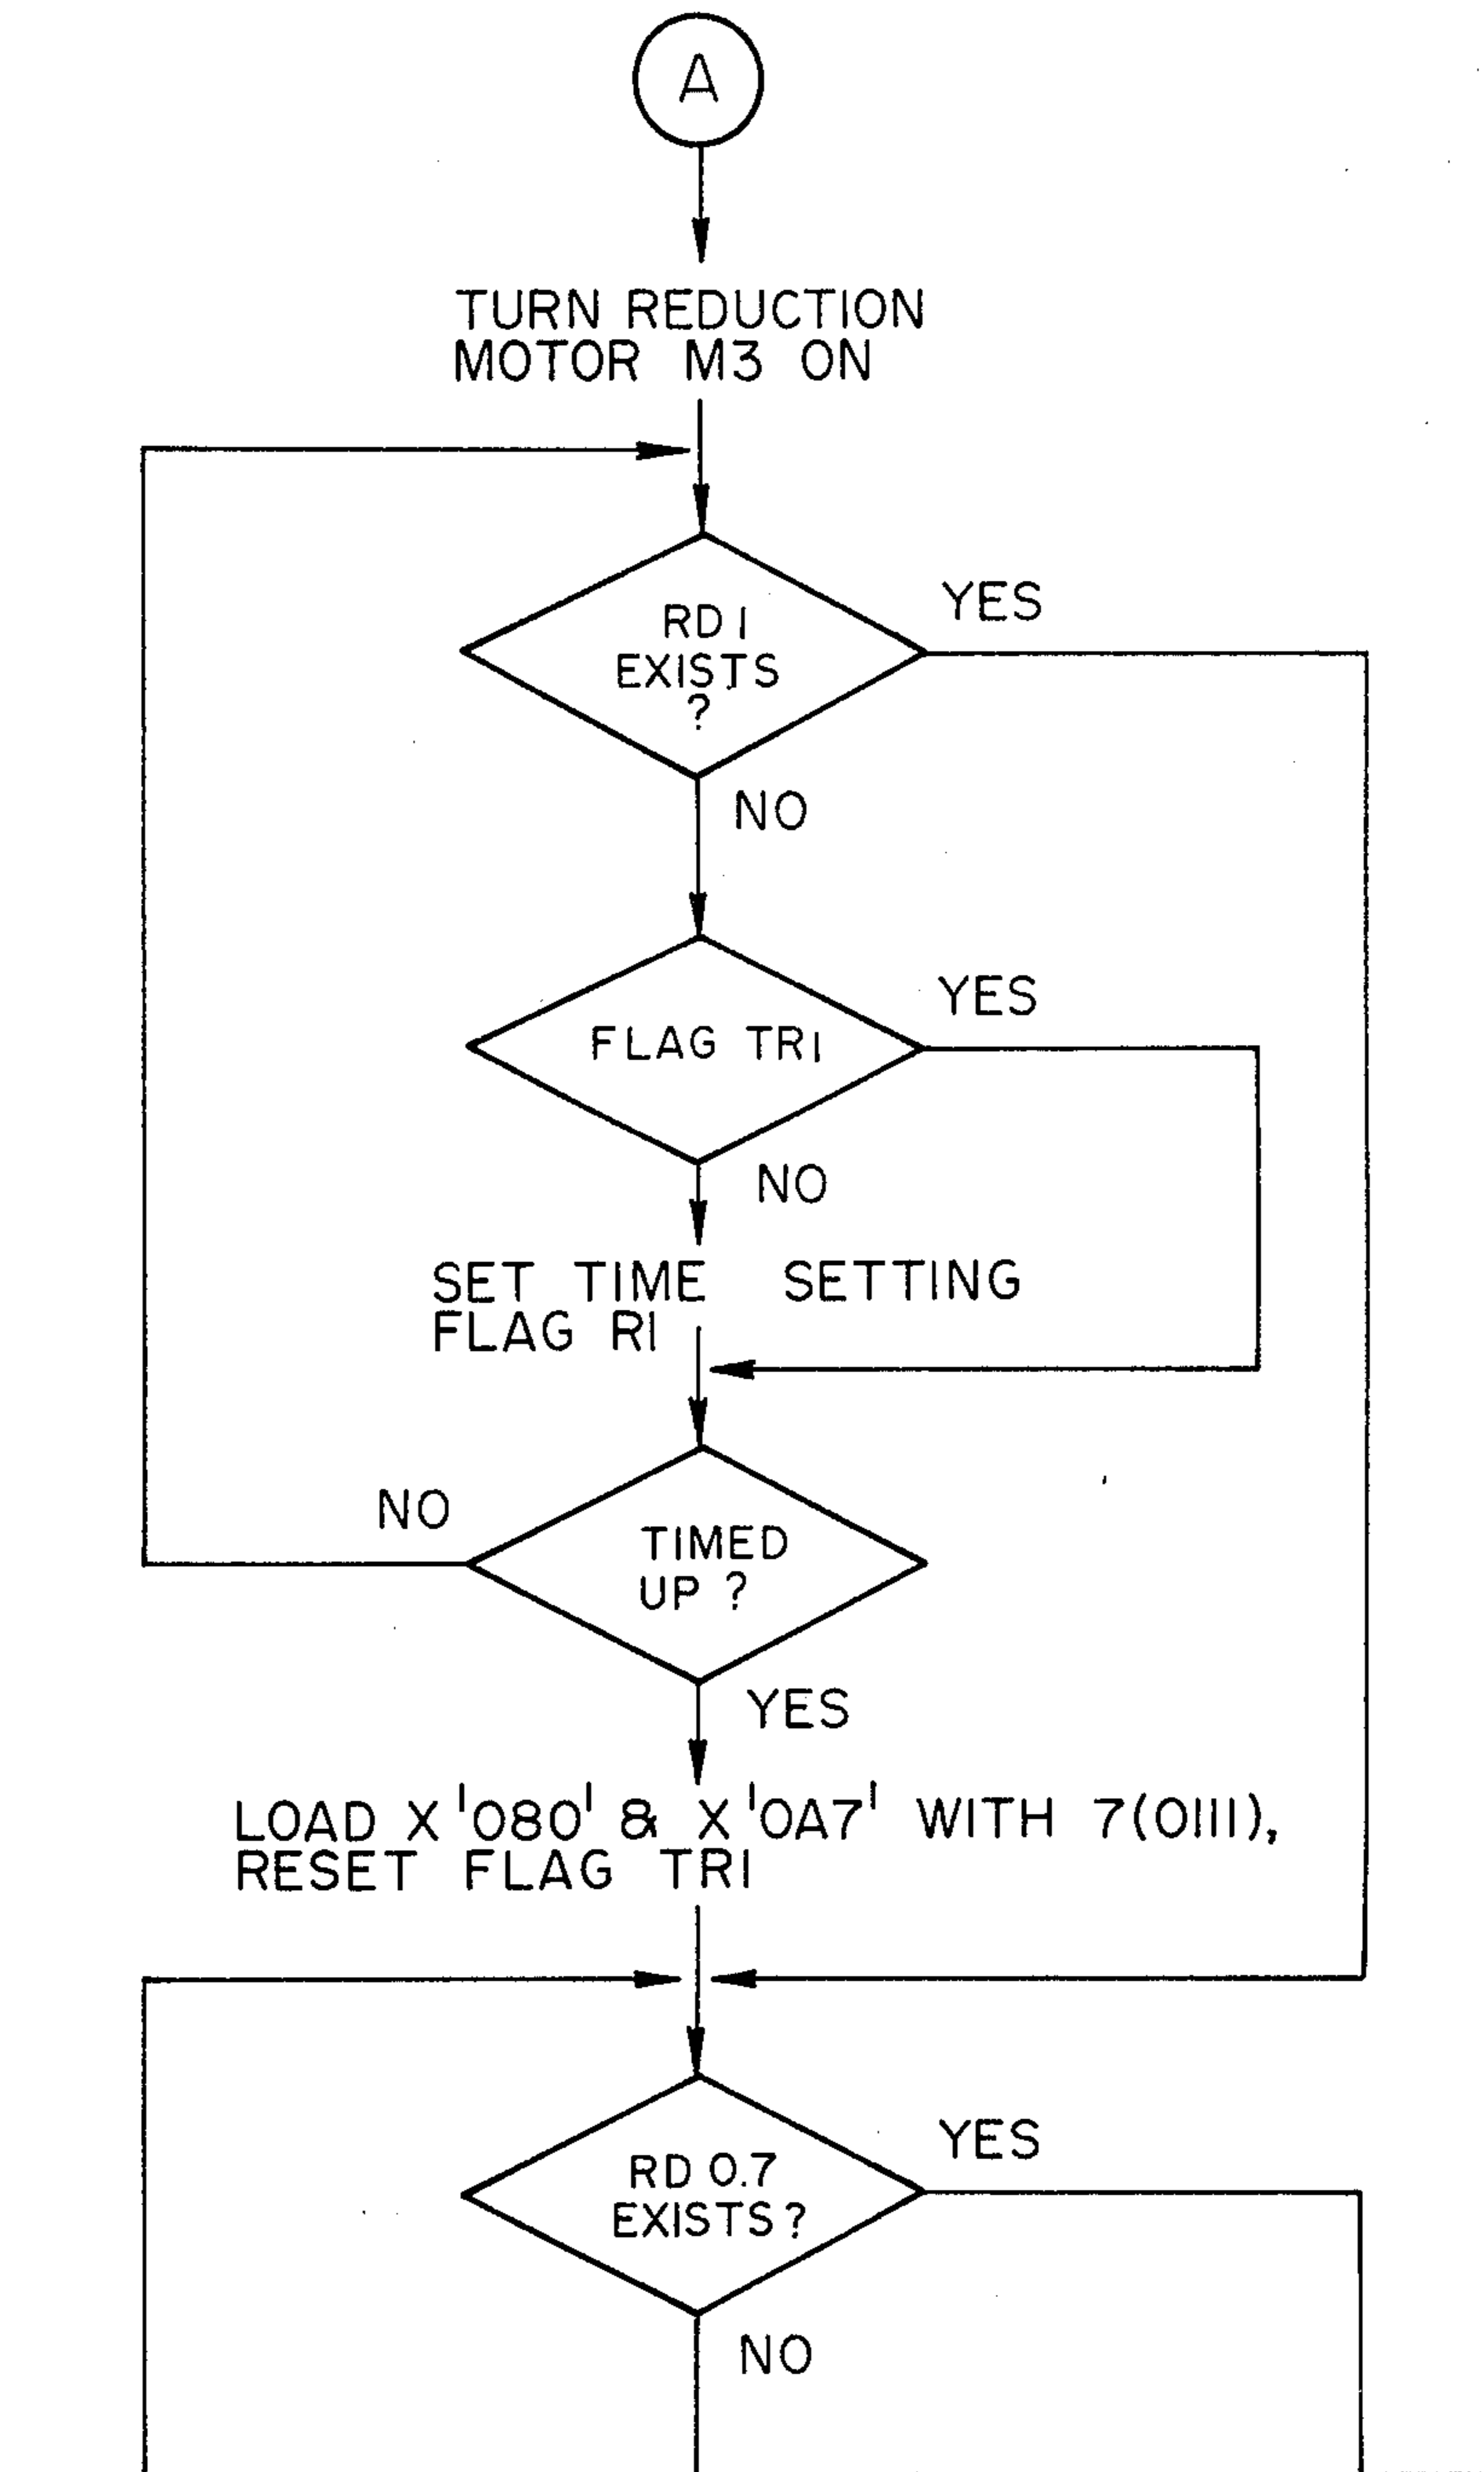 A
TURN REDUCTION
MOTOR M3 ON
RD1
EXISTS
?
YES
NO
FLAG TR1
YES
NO
SET TIME SETTING
FLAG R1
TIMED
UP ?
NO
YES
LOAD X'080' & X'0A7' WITH 7(0111),
RESET FLAG TR1
RD 0.7
EXISTS?
YES
NO